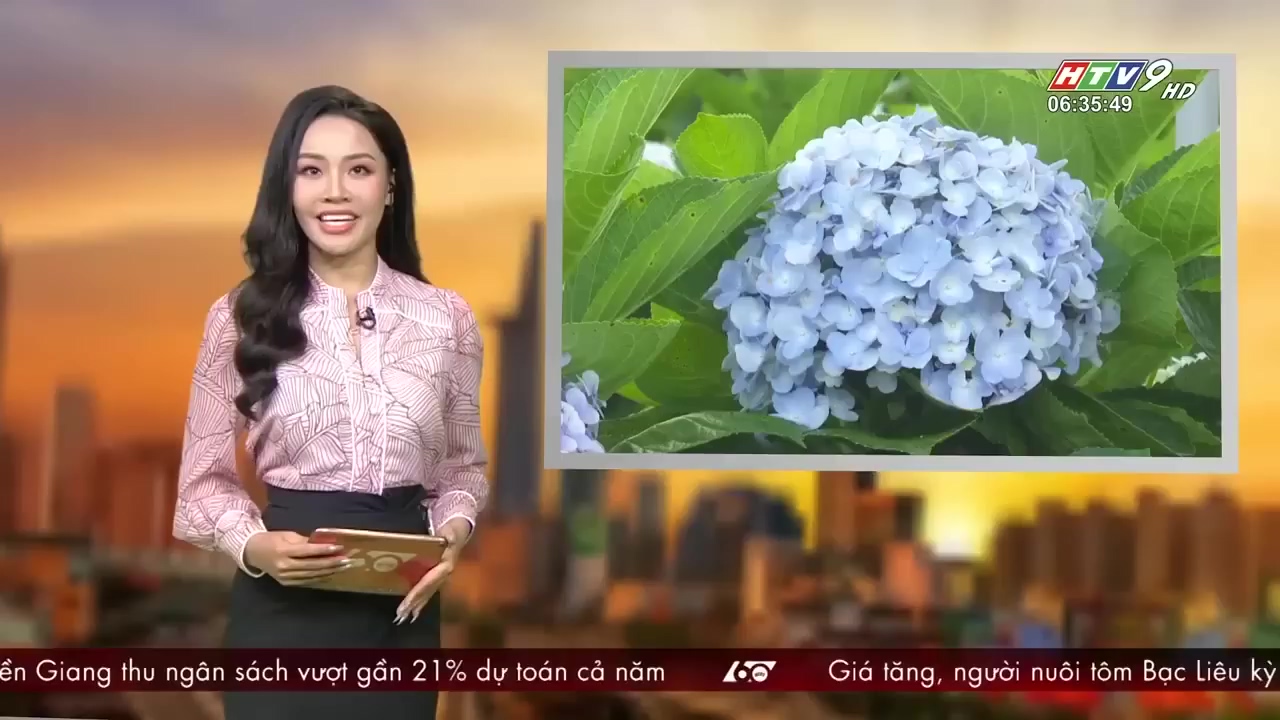 HTV9 HD
06:35:49
ền Giang thu ngân sách vượt gần 21% dự toán cả năm
60 Giá tăng, người nuôi tôm Bạc Liêu kỳ